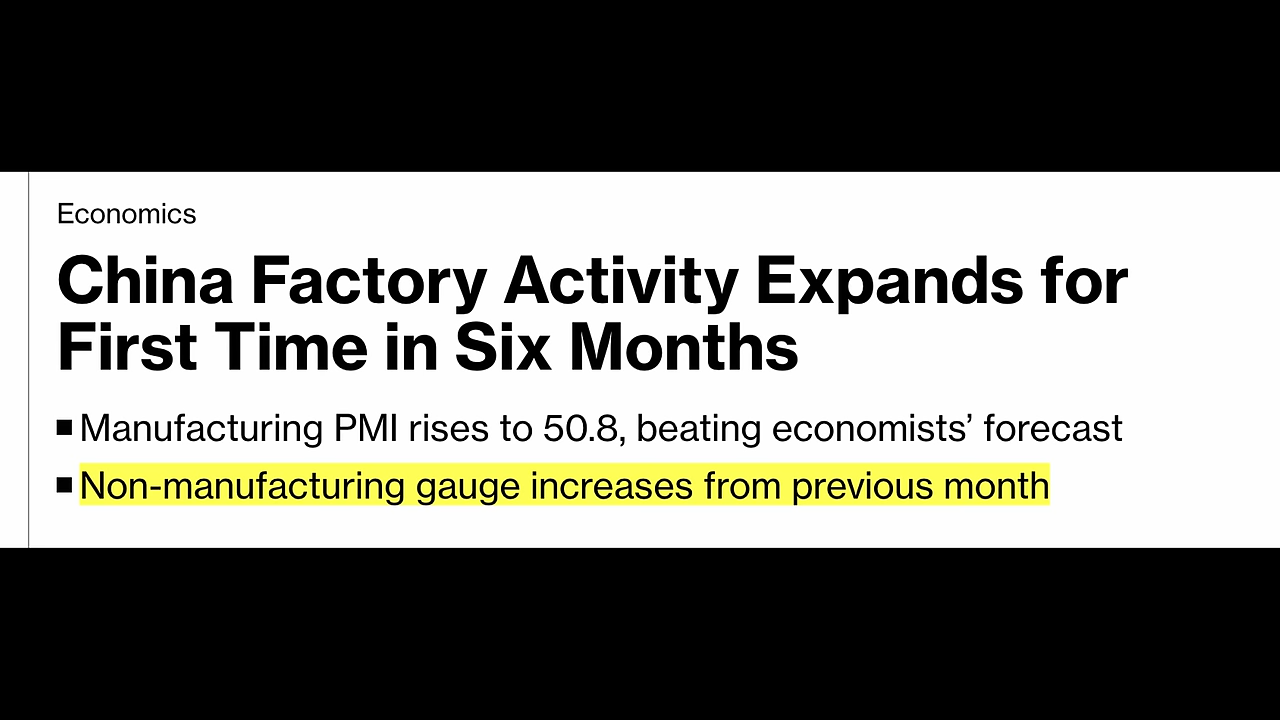 Economics
China Factory Activity Expands for
First Time in Six Months
■ Manufacturing PMI rises to 50.8, beating economists’ forecast
■ Non-manufacturing gauge increases from previous month